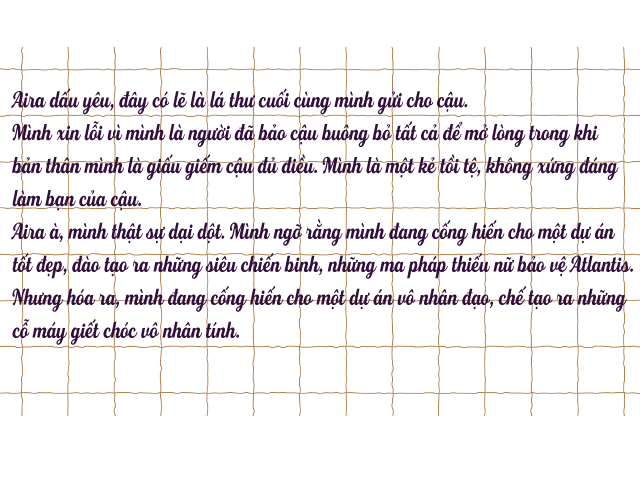 Aira dấu yêu, đây có lẽ là lá thư cuối cùng mình gửi cho cậu.
Mình xin lỗi vì mình là người đã bảo cậu buông bỏ tất cả để mở lòng trong khi
bản thân mình là giấu giếm cậu đủ điều. Mình là một kẻ tồi tệ, không xứng đáng
làm bạn của cậu.
Aira à, mình thật sự dại dột. Mình ngỡ rằng mình đang cống hiến cho một dự án
tốt đẹp, đào tạo ra những siêu chiến binh, những ma pháp thiếu nữ bảo vệ Atlantis.
Nhưng hóa ra, mình đang cống hiến cho một dự án vô nhân đạo, chế tạo ra những
cỗ máy giết chóc vô nhân tính.